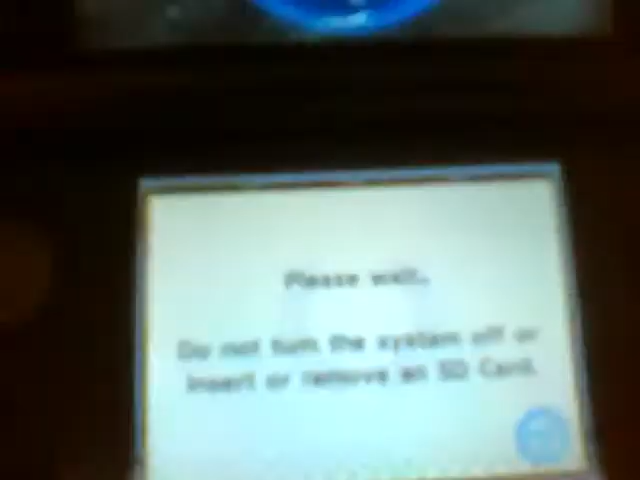 Please wait.
Do not turn the system off or
insert or remove an SD Card.